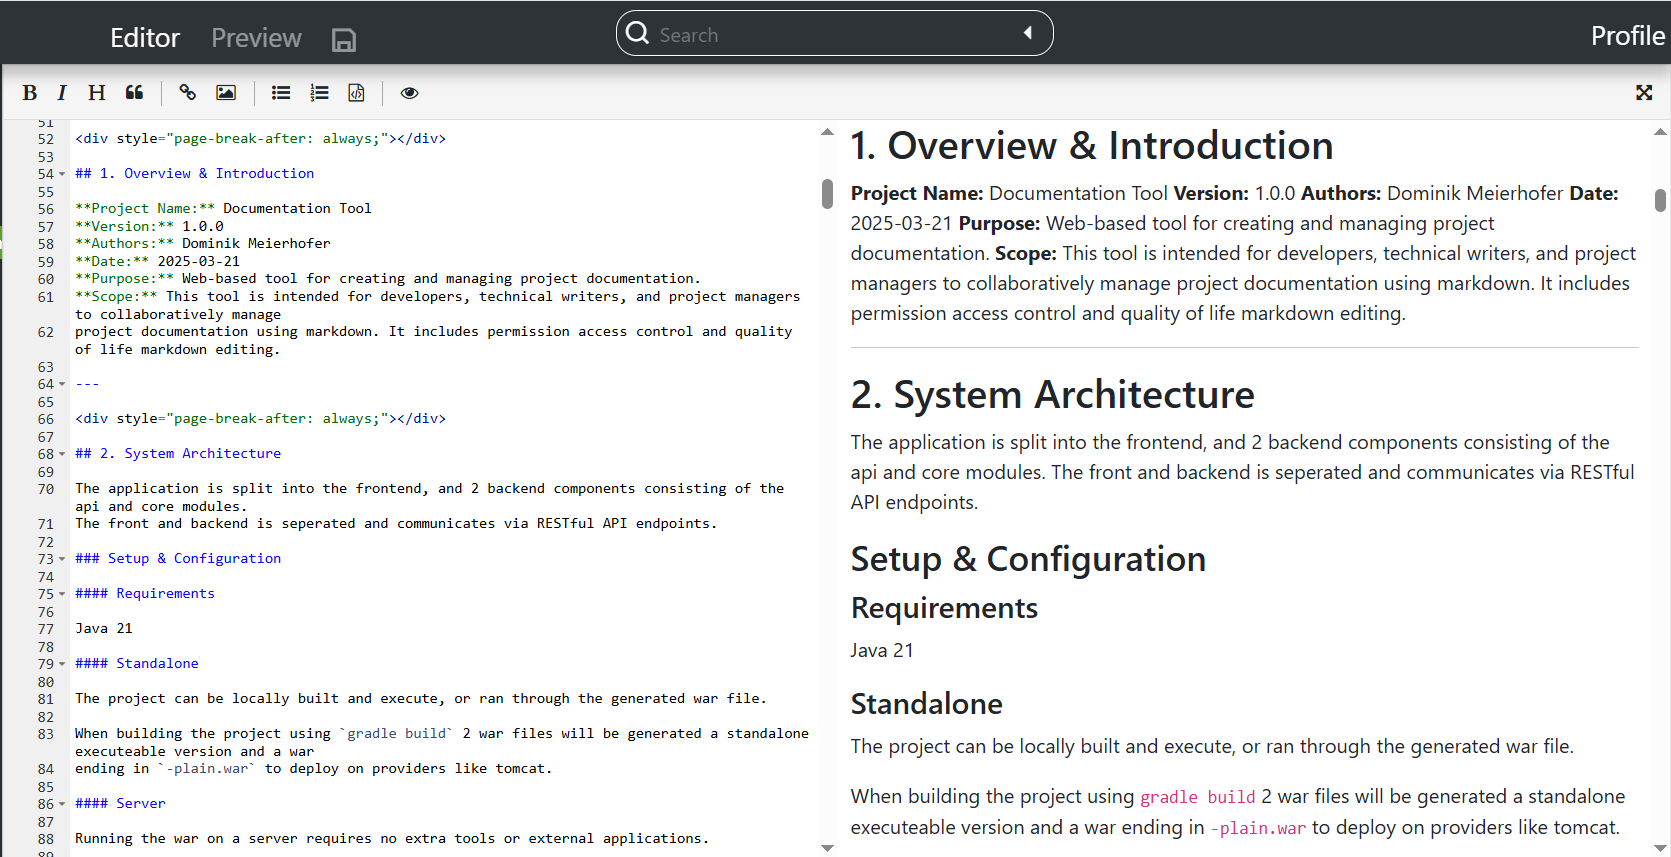 Editor Preview Search Profile
B I H
51
52 <div style="page-break-after: always;"></div>
53
54 ## 1. Overview & Introduction
55
56 **Project Name:** Documentation Tool
57 **Version:** 1.0.0
58 **Authors:** Dominik Meierhofer
59 **Date:** 2025-03-21
60 **Purpose:** Web-based tool for creating and managing project documentation.
61 **Scope:** This tool is intended for developers, technical writers, and project managers
to collaboratively manage
62 project documentation using markdown. It includes permission access control and quality
of life markdown editing.
63
64 ---
65
66 <div style="page-break-after: always;"></div>
67
68 ## 2. System Architecture
69
70 The application is split into the frontend, and 2 backend components consisting of the
api and core modules.
71 The front and backend is seperated and communicates via RESTful API endpoints.
72
73 ### Setup & Configuration
74
75 #### Requirements
76
77 Java 21
78
79 #### Standalone
80
81 The project can be locally built and execute, or ran through the generated war file.
82
83 When building the project using `gradle build` 2 war files will be generated a standalone
executeable version and a war
84 ending in `-plain.war` to deploy on providers like tomcat.
85
86 #### Server
87
88 Running the war on a server requires no extra tools or external applications.
89
1. Overview & Introduction
Project Name: Documentation Tool Version: 1.0.0 Authors: Dominik Meierhofer Date:
2025-03-21 Purpose: Web-based tool for creating and managing project
documentation. Scope: This tool is intended for developers, technical writers, and project
managers to collaboratively manage project documentation using markdown. It includes
permission access control and quality of life markdown editing.
2. System Architecture
The application is split into the frontend, and 2 backend components consisting of the
api and core modules. The front and backend is seperated and communicates via RESTful
API endpoints.
Setup & Configuration
Requirements
Java 21
Standalone
The project can be locally built and execute, or ran through the generated war file.
When building the project using gradle build 2 war files will be generated a standalone
executeable version and a war ending in -plain.war to deploy on providers like tomcat.